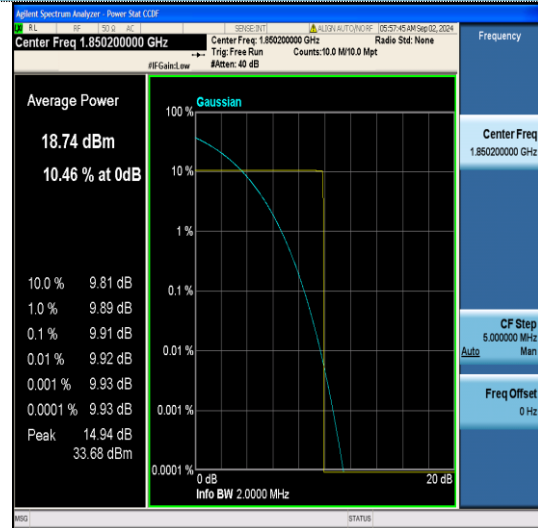 Agilent Spectrum Analyzer - Power Stat CCDF
RL RF 50 Ω AC SENSE:INT ALIGN AUTO/NO RF 05:57:45 AM Sep 02, 2024
Center Freq 1.850200000 GHz
Center Freq: 1.850200000 GHz Radio Std: None
Trig: Free Run Counts:10.0 M/10.0 Mpt
#IFGain:Low #Atten: 40 dB
Frequency
Average Power
18.74 dBm
10.46 % at 0dB
10.0 % 9.81 dB
1.0 % 9.89 dB
0.1 % 9.91 dB
0.01 % 9.92 dB
0.001 % 9.93 dB
0.0001 % 9.93 dB
Peak 14.94 dB
33.68 dBm
Gaussian
100 %
10 %
1 %
0.1 %
0.01 %
0.001 %
0.0001 %
0 dB 20 dB
Info BW 2.0000 MHz
Center Freq
1.850200000 GHz
CF Step
5.000000 MHz
Auto Man
Freq Offset
0 Hz
MSG STATUS